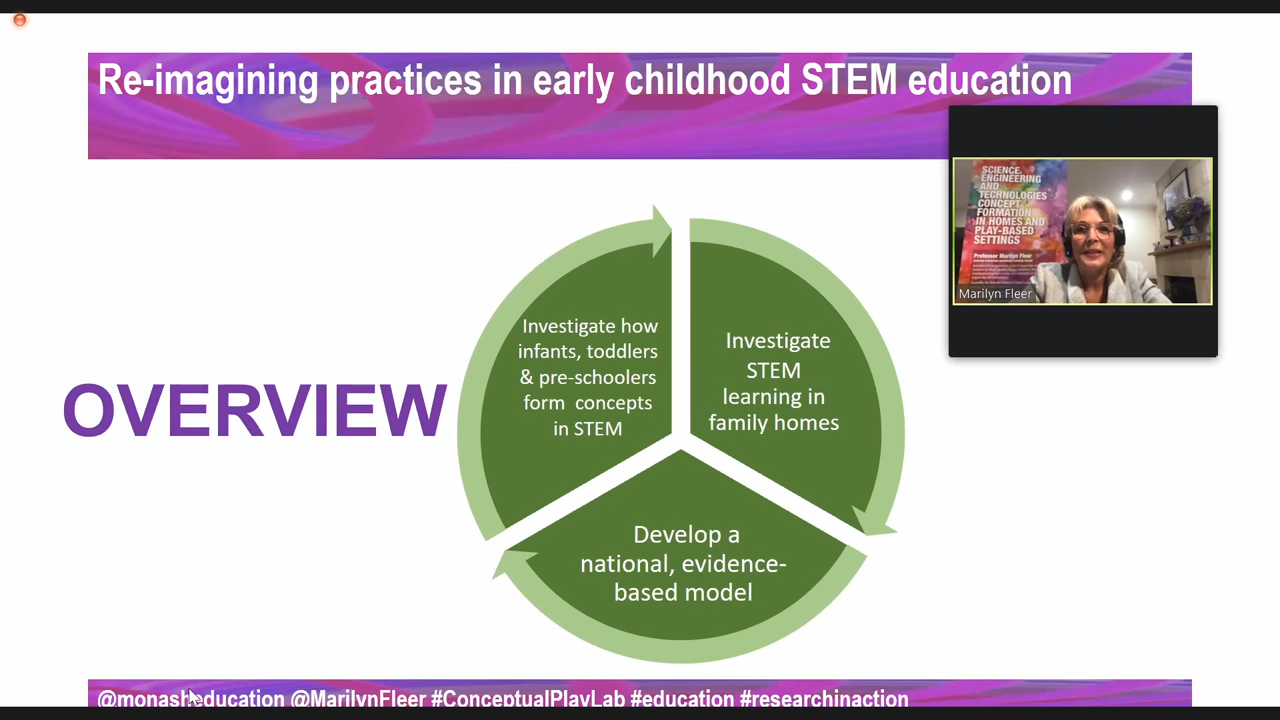 Re-imagining practices in early childhood STEM education
SCIENCE,
ENGINEERING
AND
TECHNOLOGIES
CONCEPT
FORMATION
IN HOMES AND
PLAY-BASED
SETTINGS
Professor Marilyn Fleer
Marilyn Fleer
OVERVIEW
Investigate how
infants, toddlers
& pre-schoolers
form concepts
in STEM
Investigate
STEM
learning in
family homes
Develop a
national, evidence-
based model
@monasheducation @MarilynFleer #ConceptualPlayLab #education #researchinaction